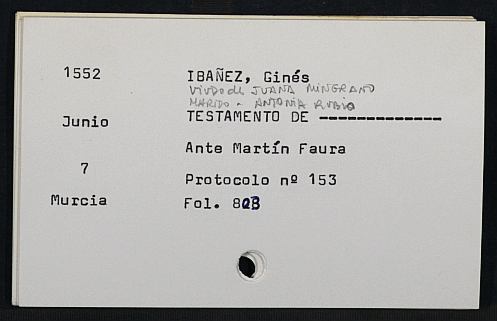 1552
IBAÑEZ, Ginés
VIUDO de JUANA MINGRANO
MARIDO - ANTONIA RUBIO
Junio
TESTAMENTO DE -------------
Ante Martín Faura
7
Protocolo nº 153
Murcia
Fol.